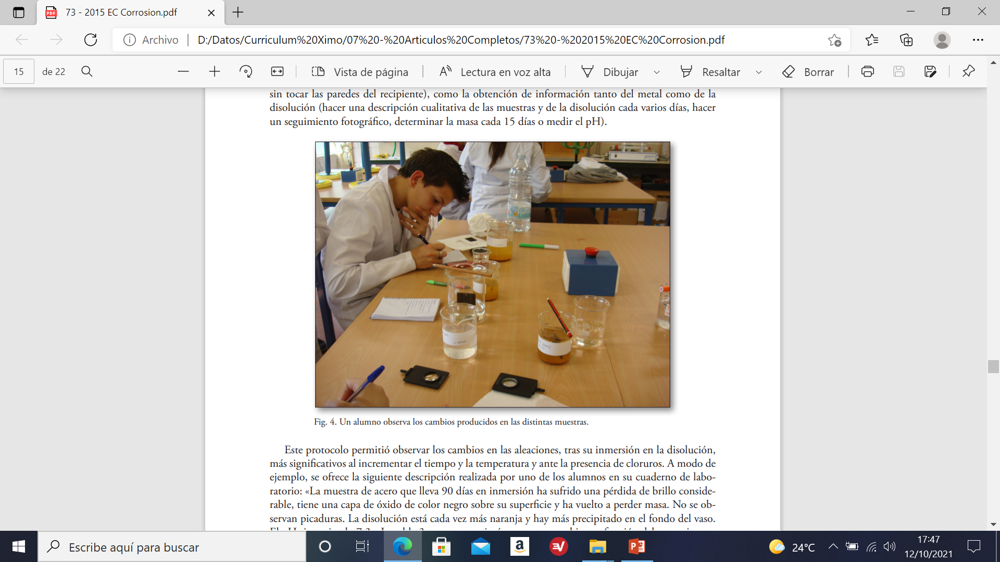 73 - 2015 EC Corrosion.pdf
Archivo
D:/Datos/Curriculum%20Ximo/07%20-%20Articulos%20Completos/73%20-%202015%20EC%20Corrosion.pdf
15 de 22
Vista de página
Lectura en voz alta
Dibujar
Resaltar
Borrar
sin tocar las paredes del recipiente), como la obtención de información tanto del metal como de la
disolución (hacer una descripción cualitativa de las muestras y de la disolución cada varios días, hacer
un seguimiento fotográfico, determinar la masa cada 15 días o medir el pH).
Fig. 4. Un alumno observa los cambios producidos en las distintas muestras.
Este protocolo permitió observar los cambios en las aleaciones, tras su inmersión en la disolución,
más significativos al incrementar el tiempo y la temperatura y ante la presencia de cloruros. A modo de
ejemplo, se ofrece la siguiente descripción realizada por uno de los alumnos en su cuaderno de labo-
ratorio: «La muestra de acero que lleva 90 días en inmersión ha sufrido una pérdida de brillo conside-
rable, tiene una capa de óxido de color negro sobre su superficie y ha vuelto a perder masa. No se ob-
servan picaduras. La disolución está cada vez más naranja y hay más precipitado en el fondo del vaso.
Escribe aquí para buscar
24°C
17:47
12/10/2021